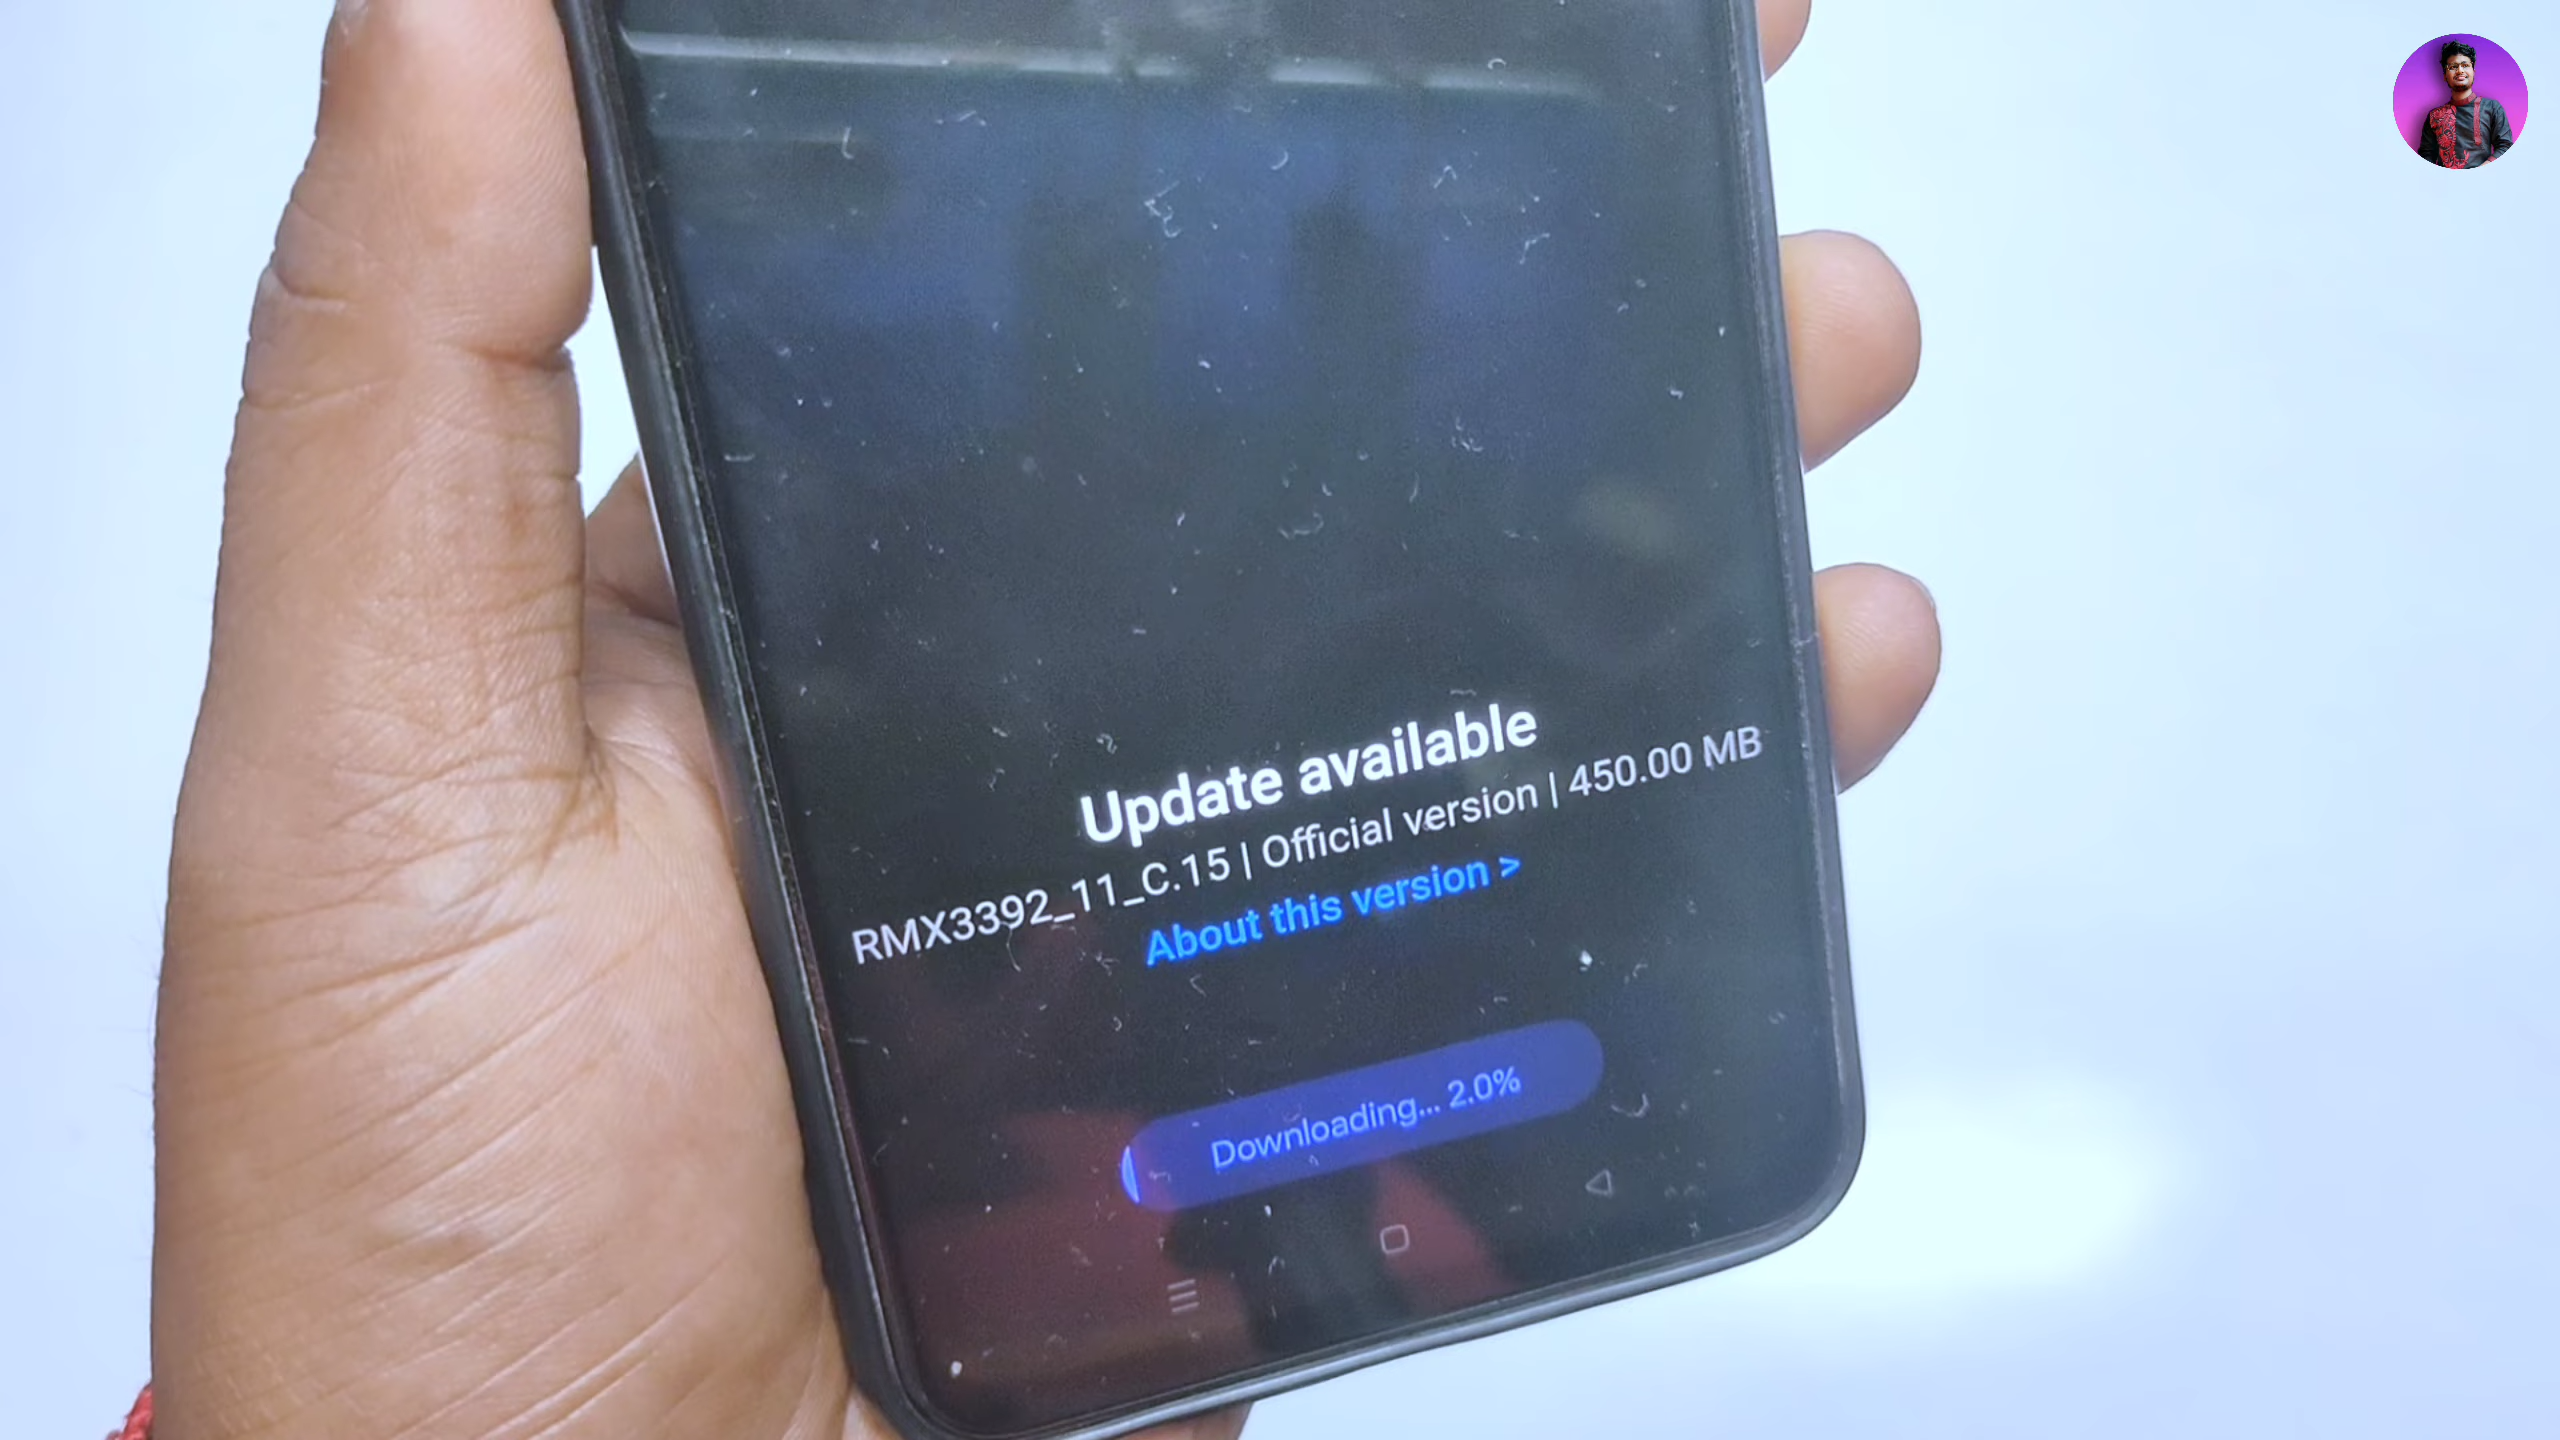 Update available
RMX3392_11_C.15 | Official version | 450.00 MB
About this version >
Downloading... 2.0%